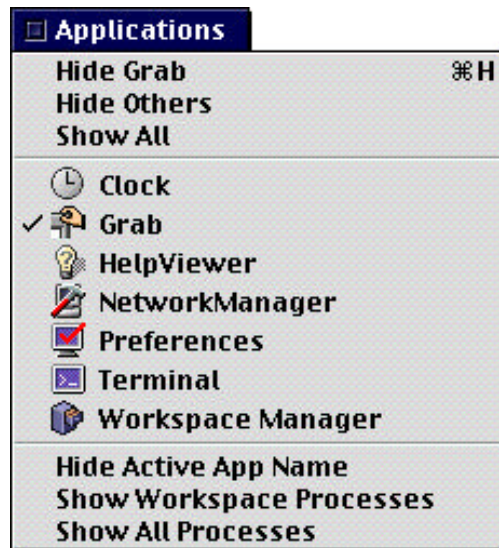 Applications
Hide Grab ⌘H
Hide Others
Show All
Clock
✓ Grab
HelpViewer
NetworkManager
Preferences
Terminal
Workspace Manager
Hide Active App Name
Show Workspace Processes
Show All Processes